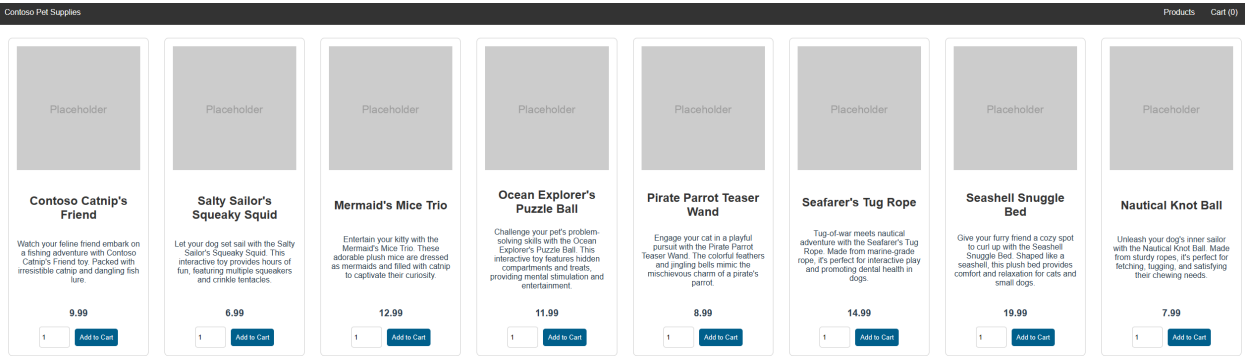 Contoso Pet Supplies
Products
Cart (0)
Placeholder
Contoso Catnip's
Friend
Watch your feline friend embark on
a fishing adventure with Contoso
Catnip's Friend toy. Packed with
irresistible catnip and dangling fish
lure.
9.99
1
Add to Cart
Placeholder
Salty Sailor's
Squeaky Squid
Let your dog set sail with the Salty
Sailor's Squeaky Squid. This
interactive toy provides hours of
fun, featuring multiple squeakers
and crinkle tentacles.
6.99
1
Add to Cart
Placeholder
Mermaid's Mice Trio
Entertain your kitty with the
Mermaid's Mice Trio. These
adorable plush mice are dressed
as mermaids and filled with catnip
to captivate their curiosity.
12.99
1
Add to Cart
Placeholder
Ocean Explorer's
Puzzle Ball
Challenge your pet's problem-
solving skills with the Ocean
Explorer's Puzzle Ball. This
interactive toy features hidden
compartments and treats,
providing mental stimulation and
entertainment.
11.99
1
Add to Cart
Placeholder
Pirate Parrot Teaser
Wand
Engage your cat in a playful
pursuit with the Pirate Parrot
Teaser Wand. The colorful feathers
and jingling bells mimic the
mischievous charm of a pirate's
parrot.
8.99
1
Add to Cart
Placeholder
Seafarer's Tug Rope
Tug-of-war meets nautical
adventure with the Seafarer's Tug
Rope. Made from marine-grade
rope, it's perfect for interactive play
and promoting dental health in
dogs.
14.99
1
Add to Cart
Placeholder
Seashell Snuggle
Bed
Give your furry friend a cozy spot
to curl up with the Seashell
Snuggle Bed. Shaped like a
seashell, this plush bed provides
comfort and relaxation for cats and
small dogs.
19.99
1
Add to Cart
Placeholder
Nautical Knot Ball
Unleash your dog's inner sailor
with the Nautical Knot Ball. Made
from sturdy ropes, it's perfect for
fetching, tugging, and satisfying
their chewing needs.
7.99
1
Add to Cart